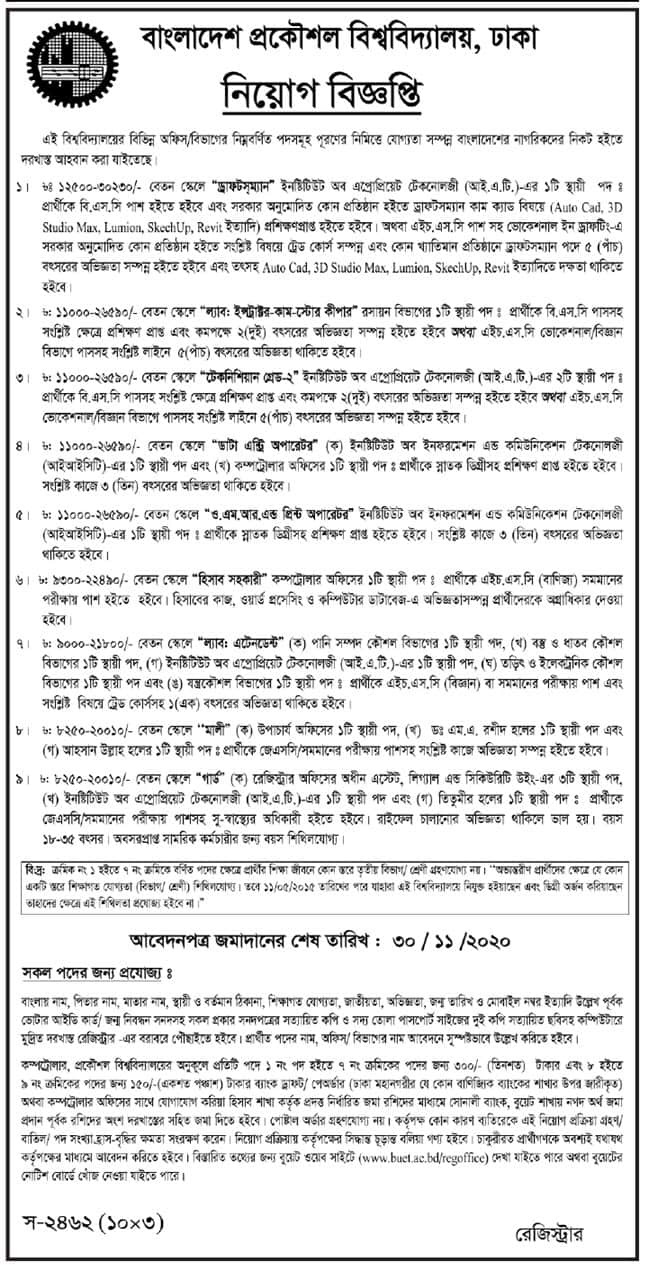 বাংলাদেশ প্রকৌশল বিশ্ববিদ্যালয়, ঢাকা
নিয়োগ বিজ্ঞপ্তি
এই বিশ্ববিদ্যালয়ের বিভিন্ন অফিস/বিভাগের নিম্নবর্ণিত পদসমূহ পূরণের নিমিত্তে যোগ্যতা সম্পন্ন বাংলাদেশের নাগরিকদের নিকট হইতে
দরখাস্ত আহবান করা যাইতেছে।
১। ৳ঃ ১২৫০০-৩০২৩০/- বেতন স্কেলে “ড্রাফটস্ম্যান” ইনষ্টিটিউট অব এপ্রোপ্রিয়েট টেকনোলজী (আই.এ.টি.)-এর ১টি স্থায়ী পদ ঃ
প্রার্থীকে বি.এস.সি পাশ হইতে হইবে এবং সরকার অনুমোদিত কোন প্রতিষ্ঠান হইতে ড্রাফটসম্যান কাম ক্যাড বিষয়ে (Auto Cad, 3D
Studio Max, Lumion, SkechUp, Revit ইত্যাদি) প্রশিক্ষণপ্রাপ্ত হইতে হইবে। অথবা এইচ.এস.সি পাশ সহ ভোকেশনাল ইন ড্রাফটিং-এ
সরকার অনুমোদিত কোন প্রতিষ্ঠান হইতে সংশ্লিষ্ট বিষয়ে ট্রেড কোর্স সম্পন্ন এবং কোন খ্যাতিমান প্রতিষ্ঠানে ড্রাফটসম্যান পদে ৫ (পাঁচ)
বৎসরের অভিজ্ঞতা সম্পন্ন হইতে হইবে এবং তৎসহ Auto Cad, 3D Studio Max, Lumion, SkechUp, Revit ইত্যাদিতে দক্ষতা থাকিতে
হইবে।
২। ৳: ১১০০০-২৬৫৯০/- বেতন স্কেলে “ল্যাব: ইন্সট্রাক্টর-কাম-স্টোর কীপার” রসায়ন বিভাগের ১টি স্থায়ী পদ ঃ প্রার্থীকে বি.এস.সি পাসসহ
সংশ্লিষ্ট ক্ষেত্রে প্রশিক্ষণ প্রাপ্ত এবং কমপক্ষে ২(দুই) বৎসরের অভিজ্ঞতা সম্পন্ন হইতে হইবে অথবা এইচ.এস.সি ভোকেশনাল/বিজ্ঞান
বিভাগে পাসসহ সংশ্লিষ্ট লাইনে ৫(পাঁচ) বৎসরের অভিজ্ঞতা থাকিতে হইবে।
৩। ৳: ১১০০০-২৬৫৯০/- বেতন স্কেলে “টেকনিশিয়ান গ্রেড-২” ইনষ্টিটিউট অব এপ্রোপ্রিয়েট টেকনোলজী (আই.এ.টি.)-এর ২টি স্থায়ী পদ ঃ
প্রার্থীকে বি.এস.সি পাসসহ সংশ্লিষ্ট ক্ষেত্রে প্রশিক্ষণ প্রাপ্ত এবং কমপক্ষে ২(দুই) বৎসরের অভিজ্ঞতা সম্পন্ন হইতে হইবে অথবা এইচ.এস.সি
ভোকেশনাল/বিজ্ঞান বিভাগে পাসসহ সংশ্লিষ্ট লাইনে ৫(পাঁচ) বৎসরের অভিজ্ঞতা থাকিতে হইবে।
৪। ৳: ১১০০০-২৬৫৯০/- বেতন স্কেলে “ডাটা এন্ট্রি অপারেটর” (ক) ইনষ্টিটিউট অব ইনফরমেশন এন্ড কমিউনিকেশন টেকনোলজী
(আইআইসিটি)-এর ১টি স্থায়ী পদ এবং (খ) কম্পট্রোলার অফিসের ১টি স্থায়ী পদ ঃ প্রার্থীকে স্নাতক ডিগ্রীসহ প্রশিক্ষণ প্রাপ্ত হইতে হইবে।
সংশ্লিষ্ট কাজে ৩ (তিন) বৎসরের অভিজ্ঞতা থাকিতে হইবে।
৫। ৳: ১১০০০-২৬৫৯০/- বেতন স্কেলে “ও.এম.আর.এন্ড প্রিন্ট অপারেটর” ইনষ্টিটিউট অব ইনফরমেশন এন্ড কমিউনিকেশন টেকনোলজী
(আইআইসিটি)-এর ১টি স্থায়ী পদ ঃ প্রার্থীকে স্নাতক ডিগ্রীসহ প্রশিক্ষণ প্রাপ্ত হইতে হইবে। সংশ্লিষ্ট কাজে ৩ (তিন) বৎসরের অভিজ্ঞতা
থাকিতে হইবে।
৬। ৳: ৯৩০০-২২৪৯০/- বেতন স্কেলে “হিসাব সহকারী” কম্পট্রোলার অফিসের ১টি স্থায়ী পদ ঃ প্রার্থীকে এইচ.এস.সি (বাণিজ্য) সমমানের
পরীক্ষায় পাশ হইতে হইবে। হিসাবের কাজ, ওয়ার্ড প্রসেসিং ও কম্পিউটার ডাটাবেজ-এ অভিজ্ঞতাসম্পন্ন প্রার্থীদেরকে অগ্রাধিকার দেওয়া
হইবে।
৭। ৳: ৯০০০-২১৮০০/- বেতন স্কেলে “ল্যাব: এটেনডেন্ট” (ক) পানি সম্পদ কৌশল বিভাগের ১টি স্থায়ী পদ, (খ) বস্তু ও ধাতব কৌশল
বিভাগের ১টি স্থায়ী পদ, (গ) ইনষ্টিটিউট অব এপ্রোপ্রিয়েট টেকনোলজী (আই.এ.টি.)-এর ১টি স্থায়ী পদ, (ঘ) তড়িৎ ও ইলেকট্রনিক কৌশল
বিভাগের ১টি স্থায়ী পদ এবং (ঙ) যন্ত্রকৌশল বিভাগের ১টি স্থায়ী পদ ঃ প্রার্থীকে এইচ.এস.সি (বিজ্ঞান) বা সমমানের পরীক্ষায় পাশ এবং
সংশ্লিষ্ট বিষয়ে ট্রেড কোর্সসহ ১(এক) বৎসরের অভিজ্ঞতা থাকিতে হইবে।
৮। ৳: ৮২৫০-২০০১০/- বেতন স্কেলে “মালী” (ক) উপাচার্য অফিসের ১টি স্থায়ী পদ, (খ) ডঃ এম.এ. রশীদ হলের ১টি স্থায়ী পদ এবং
(গ) আহসান উল্লাহ হলের ১টি স্থায়ী পদ ঃ প্রার্থীকে জেএসসি/সমমানের পরীক্ষায় পাশসহ সংশ্লিষ্ট কাজে অভিজ্ঞতা সম্পন্ন হইতে হইবে।
৯। ৳: ৮২৫০-২০০১০/- বেতন স্কেলে “গার্ড” (ক) রেজিস্ট্রার অফিসের অধীন এস্টেট, লিগ্যাল এন্ড সিকিউরিটি উইং-এর ৩টি স্থায়ী পদ,
(খ) ইনষ্টিটিউট অব এপ্রোপ্রিয়েট টেকনোলজী (আই.এ.টি.)-এর ১টি স্থায়ী পদ এবং (গ) তিতুমীর হলের ১টি স্থায়ী পদ ঃ প্রার্থীকে
জেএসসি/সমমানের পরীক্ষায় পাশসহ সু-স্বাস্থ্যের অধিকারী হইতে হইবে। রাইফেল চালানোর অভিজ্ঞতা থাকিলে ভাল হয়। বয়স
১৮-৩৫ বৎসর। অবসরপ্রাপ্ত সামরিক কর্মচারীর জন্য বয়স শিথিলযোগ্য।
বি.দ্র: ক্রমিক নং ১ হইতে ৭ নং ক্রমিকে বর্ণিত পদের ক্ষেত্রে প্রার্থীর শিক্ষা জীবনে কোন স্তরে তৃতীয় বিভাগ/ শ্রেণী গ্রহণযোগ্য নয়। “অভ্যন্তরীণ প্রার্থীদের ক্ষেত্রে যে কোন
একটি স্তরে শিক্ষাগত যোগ্যতা (বিভাগ/ শ্রেণী) শিথিলযোগ্য। তবে ১১/০৫/২০১৫ তারিখের পরে যাহারা এই বিশ্ববিদ্যালয়ে নিযুক্ত হইয়াছেন এবং ডিগ্রী অর্জন করিয়াছেন
তাহাদের ক্ষেত্রে এই শিথিলতা প্রযোজ্য হইবে না।”
আবেদনপত্র জমাদানের শেষ তারিখ : ৩০ / ১১ /২০২০
সকল পদের জন্য প্রযোজ্য ঃ
বাংলায় নাম, পিতার নাম, মাতার নাম, স্থায়ী ও বর্তমান ঠিকানা, শিক্ষাগত যোগ্যতা, জাতীয়তা, অভিজ্ঞতা, জন্ম তারিখ ও মোবাইল নম্বর ইত্যাদি উল্লেখ পূর্বক
ভোটার আইডি কার্ড/ জন্ম নিবন্ধন সনদসহ সকল প্রকার সনদপত্রের সত্যায়িত কপি ও সদ্য তোলা পাসপোর্ট সাইজের দুই কপি সত্যায়িত ছবিসহ কম্পিউটারে
মুদ্রিত দরখাস্ত রেজিস্ট্রার -এর বরাবরে পৌছাইতে হইবে। প্রার্থীত পদের নাম, অফিস/ বিভাগের নাম আবেদনে সুস্পষ্টভাবে উল্লেখ করিতে হইবে।
কম্পট্রোলার, প্রকৌশল বিশ্ববিদ্যালয়ের অনুকূলে প্রতিটি পদে ১ নং পদ হইতে ৭ নং ক্রমিকের পদের জন্য ৩০০/- (তিনশত) টাকার এবং ৮ হইতে
৯ নং ক্রমিকের পদের জন্য ১৫০/-(একশত পঞ্চাশ) টাকার ব্যাংক ড্রাফট/ পেঅর্ডার (ঢাকা মহানগরীর যে কোন বাণিজ্যিক ব্যাংকের শাখার উপর জারীকৃত)
অথবা কম্পট্রোলার অফিসের সাথে যোগাযোগ করিয়া হিসাব শাখা কর্তৃক প্রদত্ত নির্ধারিত জমা রশিদের মাধ্যমে সোনালী ব্যাংক, বুয়েট শাখায় নগদ অর্থ জমা
প্রদান পূর্বক রশিদের অংশ দরখাস্তের সহিত জমা দিতে হইবে। পোষ্টাল অর্ডার গ্রহণযোগ্য নয়। কর্তৃপক্ষ কোন কারণ ব্যতিরেকেই এই নিয়োগ প্রক্রিয়া গ্রহণ/
বাতিল/ পদ সংখ্যা হ্রাস-বৃদ্ধির ক্ষমতা সংরক্ষণ করেন। নিয়োগ প্রক্রিয়ায় কর্তৃপক্ষের সিদ্ধান্ত চূড়ান্ত বলিয়া গণ্য হইবে। চাকুরীরত প্রার্থীগণকে অবশ্যই যথাযথ
কর্তৃপক্ষের মাধ্যমে আবেদন করিতে হইবে। বিস্তারিত তথ্যের জন্য বুয়েট ওয়েব সাইটে (www.buet.ac.bd/regoffice) দেখা যাইতে পারে অথবা বুয়েটের
নোটিশ বোর্ডে খোঁজ নেওয়া যাইতে পারে।
স-২৪৬২ (১০×৩)
রেজিস্ট্রার